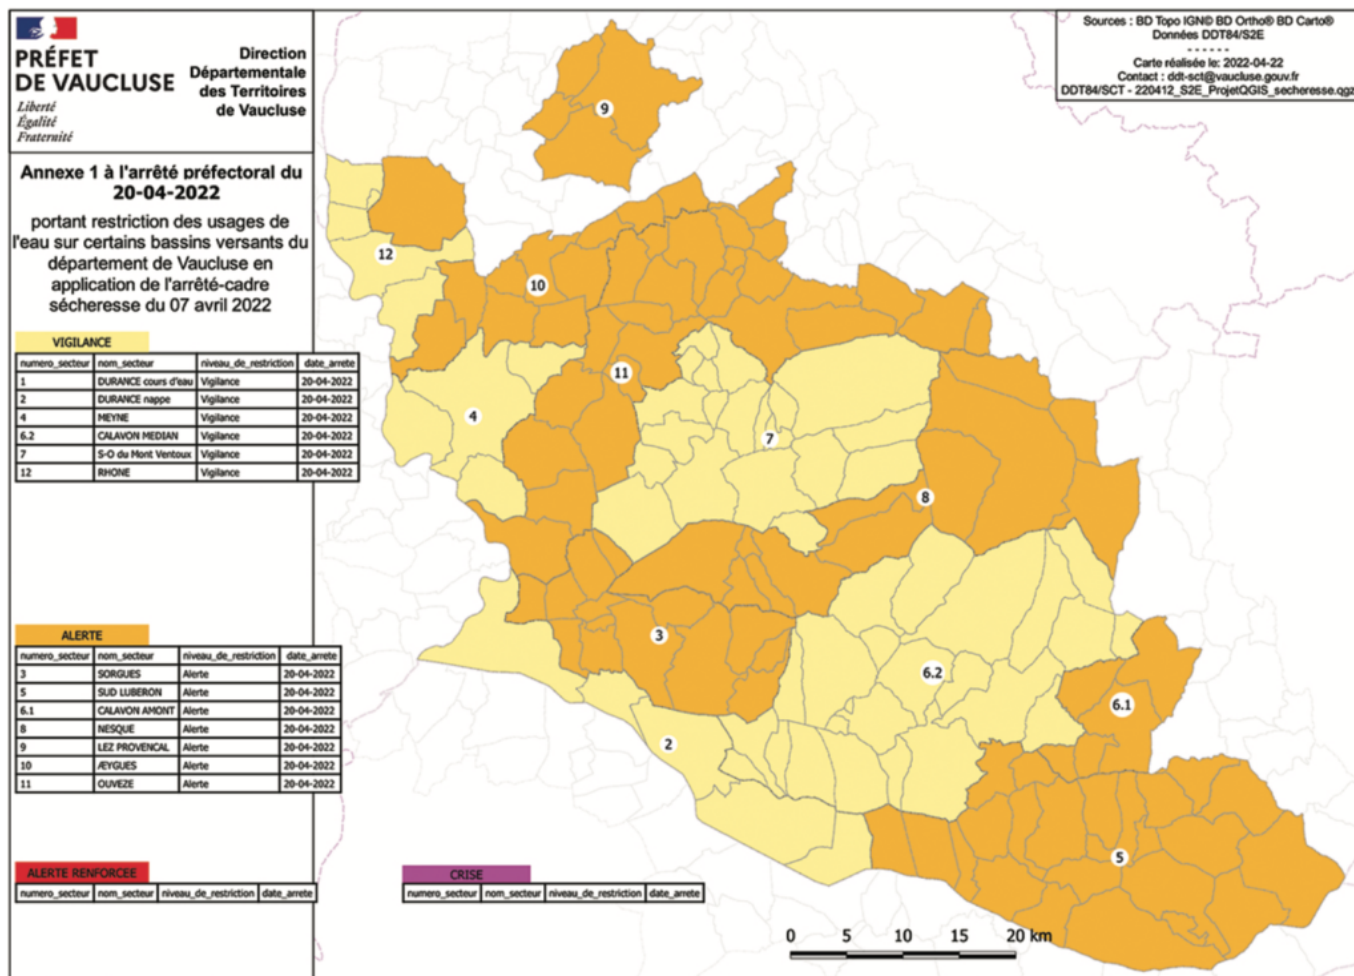 PRÉFET
DE VAUCLUSE
Liberté
Égalité
Fraternité
Direction
Départementale
des Territoires
de Vaucluse
Annexe 1 à l'arrêté préfectoral du
20-04-2022
portant restriction des usages de
l'eau sur certains bassins versants du
département de Vaucluse en
application de l'arrêté-cadre
sécheresse du 07 avril 2022
VIGILANCE
numero_secteur nom_secteur niveau_de_restriction date_arrete
1 DURANCE cours d'eau Vigilance 20-04-2022
2 DURANCE nappe Vigilance 20-04-2022
4 MEYNE Vigilance 20-04-2022
6.2 CALAVON MEDIAN Vigilance 20-04-2022
7 S-O du Mont Ventoux Vigilance 20-04-2022
12 RHONE Vigilance 20-04-2022
ALERTE
numero_secteur nom_secteur niveau_de_restriction date_arrete
3 SORGUES Alerte 20-04-2022
5 SUD LUBERON Alerte 20-04-2022
6.1 CALAVON AMONT Alerte 20-04-2022
8 NESQUE Alerte 20-04-2022
9 LEZ PROVENCAL Alerte 20-04-2022
10 ÆYGUES Alerte 20-04-2022
11 OUVEZE Alerte 20-04-2022
ALERTE RENFORCEE
numero_secteur nom_secteur niveau_de_restriction date_arrete
CRISE
numero_secteur nom_secteur niveau_de_restriction date_arrete
Sources : BD Topo IGN© BD Ortho® BD Carto®
Données DDT84/S2E
- - - - - -
Carte réalisée le: 2022-04-22
Contact : ddt-sct@vaucluse.gouv.fr
DDT84/SCT - 220412_S2E_ProjetQGIS_secheresse.qgz
9
12
10
11
4
7
8
3
6.2
6.1
2
5
0 5 10 15 20 km